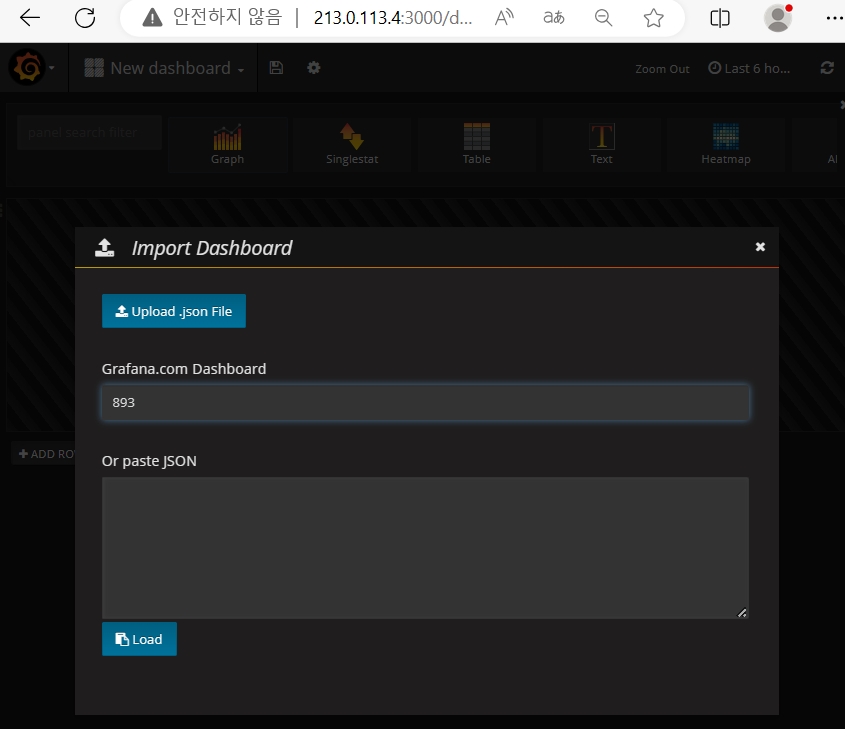 안전하지 않음 | 213.0.113.4:3000/d... A aあ
New dashboard Zoom Out Last 6 ho...
panel search filter
Graph Singlestat Table Text Heatmap Al
Import Dashboard
Upload .json File
Grafana.com Dashboard
893
ADD RO
Or paste JSON
Load